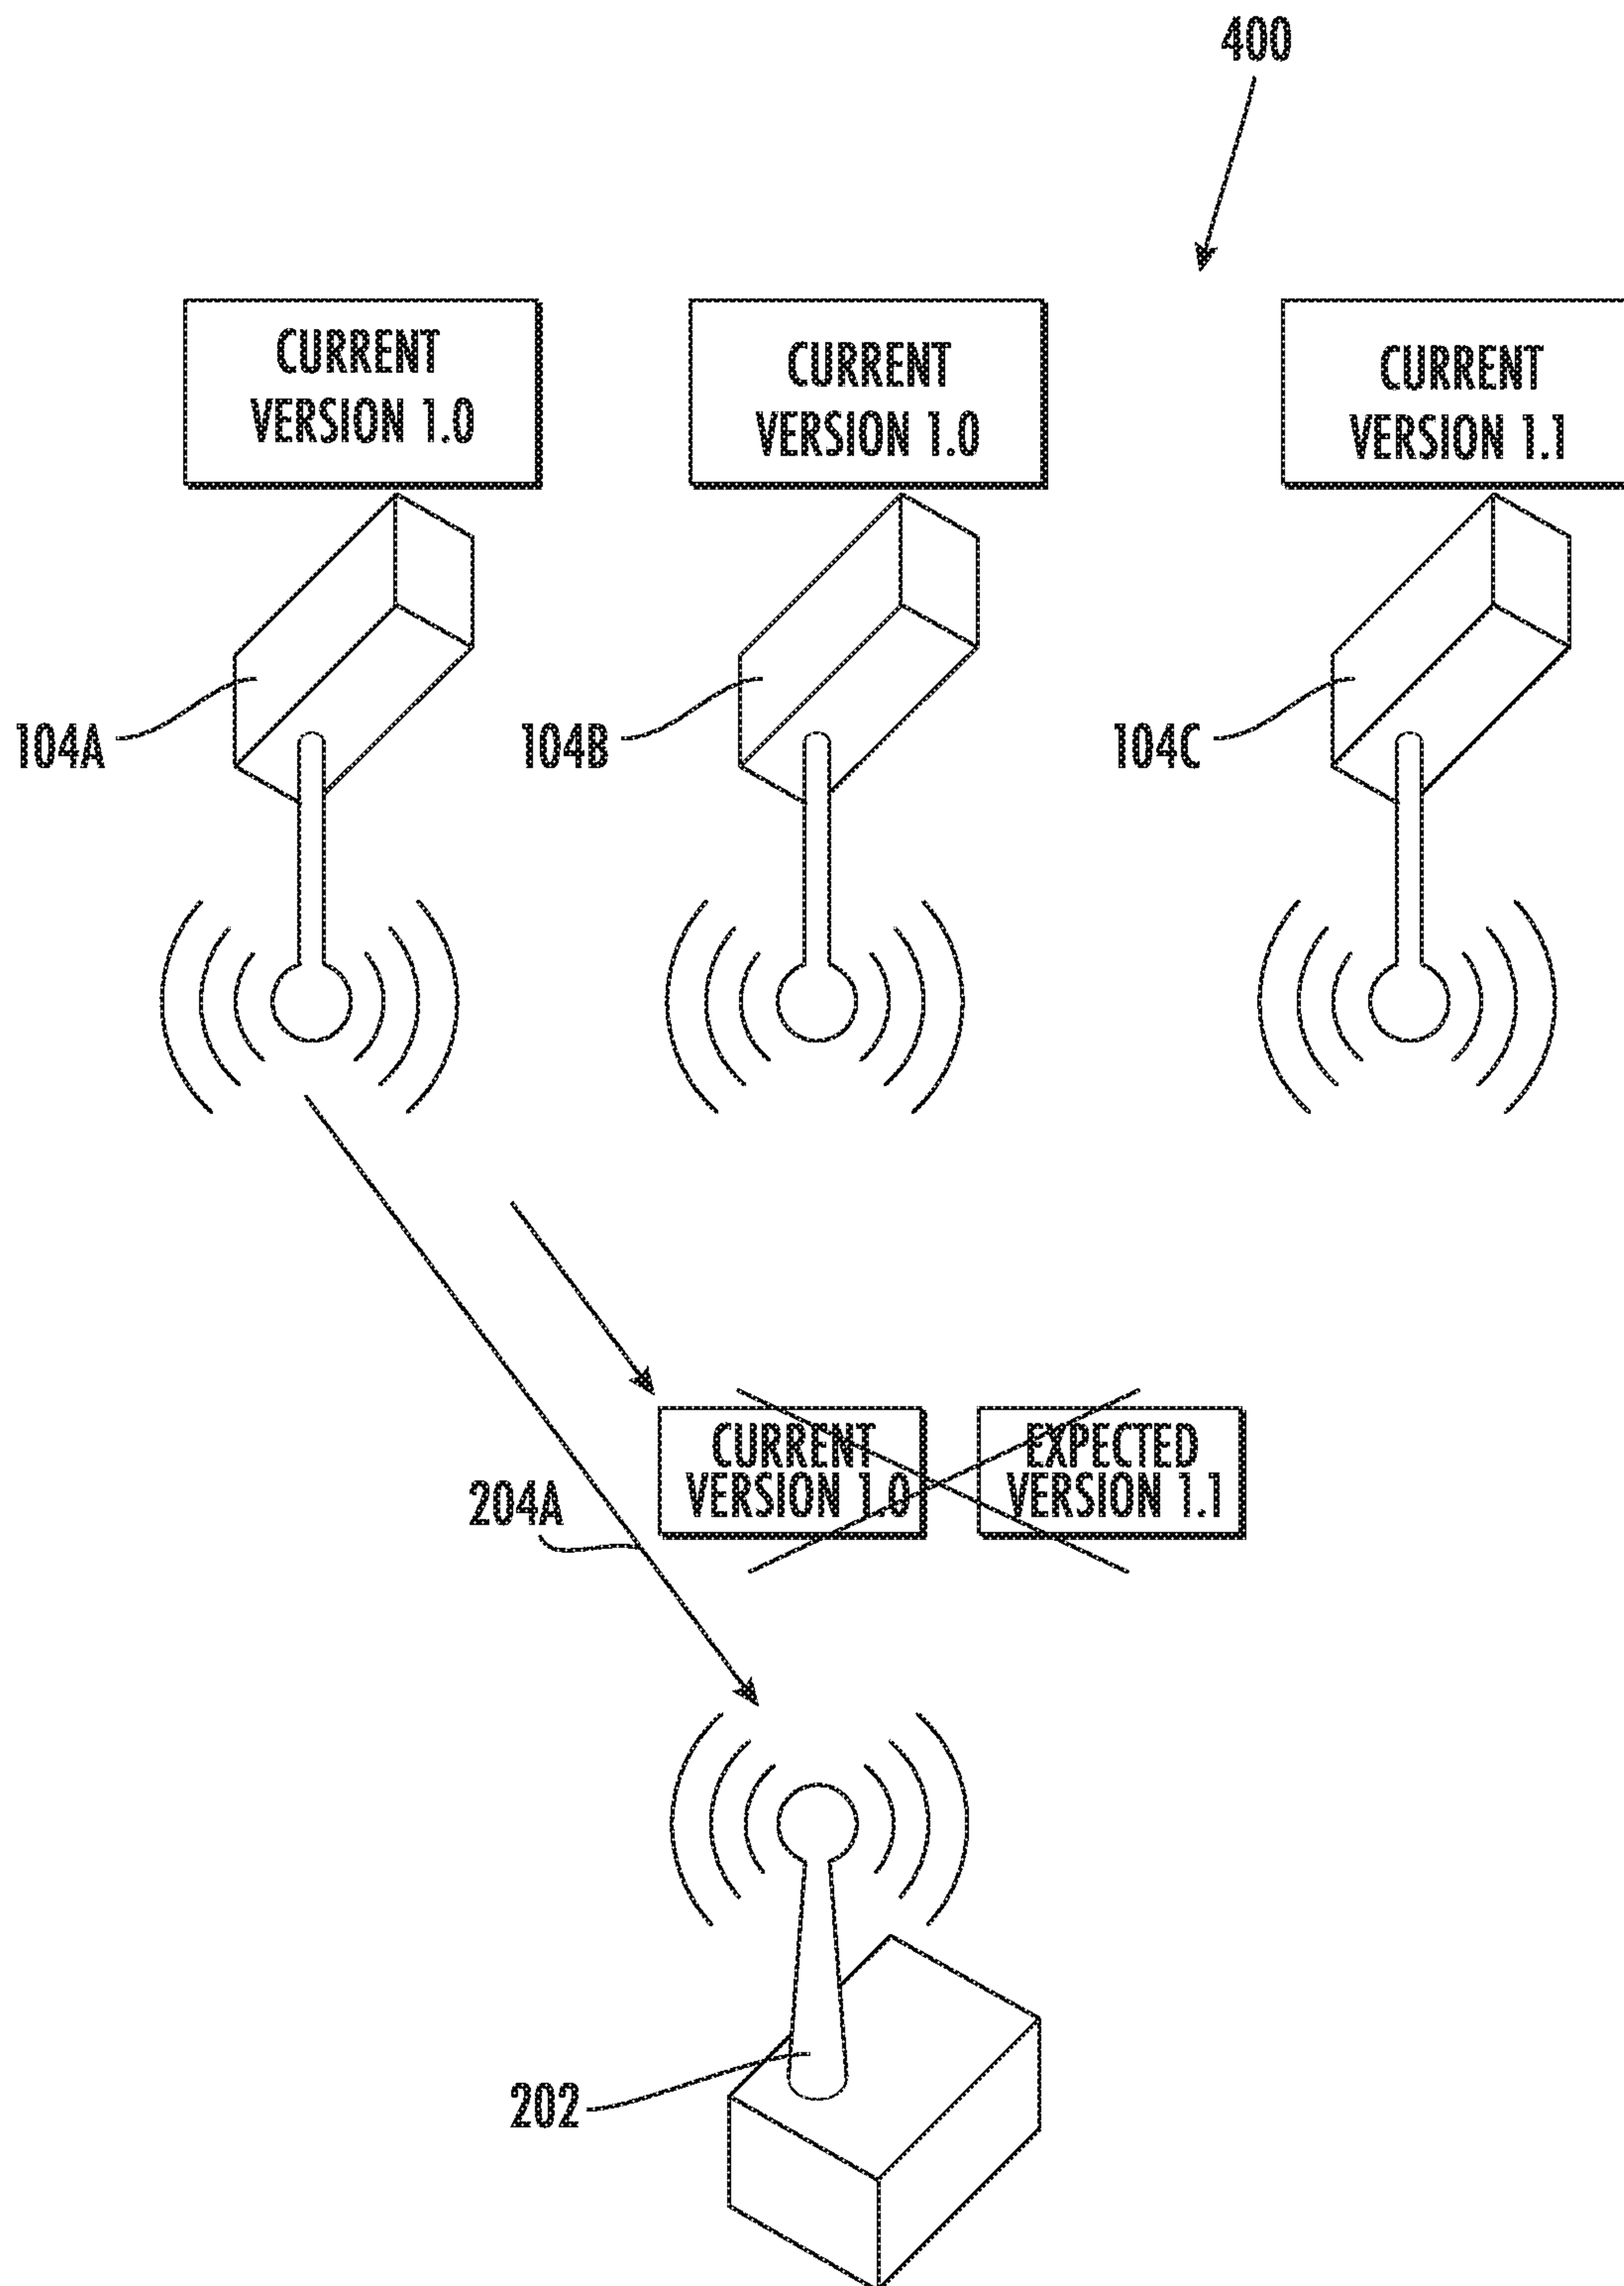 400
CURRENT
VERSION 1.0
CURRENT
VERSION 1.0
CURRENT
VERSION 1.1
104A
104B
104C
CURRENT
VERSION 1.0
EXPECTED
VERSION 1.1
204A
202